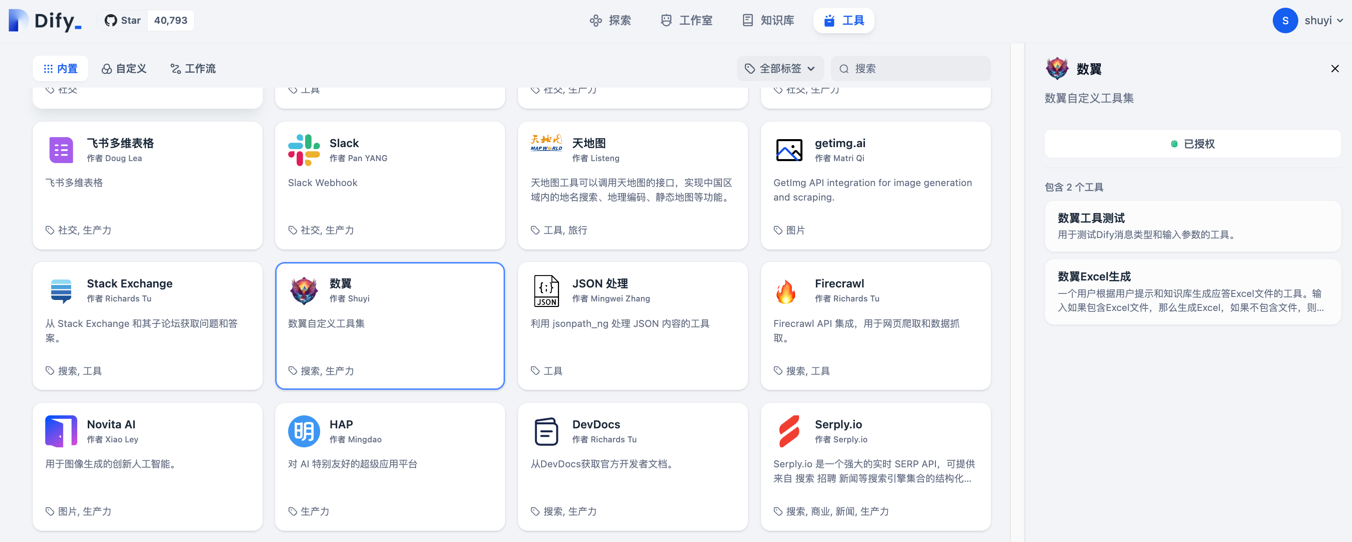 Dify_
Star 40,793
探索
工作室
知识库
工具
S
shuyi
内置
自定义
工作流
全部标签
搜索
社交
工具
社交, 生产力
社交, 生产力
飞书多维表格
作者 Doug Lea
飞书多维表格
社交, 生产力
Slack
作者 Pan YANG
Slack Webhook
社交, 生产力
天地图
MAP WORLD
天地图
作者 Listeng
天地图工具可以调用天地图的接口，实现中国区
域内的地名搜索、地理编码、静态地图等功能。
工具, 旅行
getimg.ai
作者 Matri Qi
GetImg API integration for image generation
and scraping.
图片
Stack Exchange
作者 Richards Tu
从 Stack Exchange 和其子论坛获取问题和答
案。
搜索, 工具
数翼
作者 Shuyi
数翼自定义工具集
搜索, 生产力
{;}
JSON
JSON 处理
作者 Mingwei Zhang
利用 jsonpath_ng 处理 JSON 内容的工具
工具
Firecrawl
作者 Richards Tu
Firecrawl API 集成，用于网页爬取和数据抓
取。
搜索, 工具
Novita AI
作者 Xiao Ley
用于图像生成的创新人工智能。
图片, 生产力
明
HAP
作者 Mingdao
对 AI 特别友好的超级应用平台
生产力
DevDocs
作者 Richards Tu
从DevDocs获取官方开发者文档。
搜索, 生产力
Serply.io
作者 Serply.io
Serply.io 是一个强大的实时 SERP API，可提供
来自 搜索 招聘 新闻等搜索引擎集合的结构化...
搜索, 商业, 新闻, 生产力
数翼
数翼自定义工具集
已授权
包含 2 个工具
数翼工具测试
用于测试Dify消息类型和输入参数的工具。
数翼Excel生成
一个用户根据用户提示和知识库生成应答Excel文件的工具。输
入如果包含Excel文件，那么生成Excel，如果不包含文件，则...